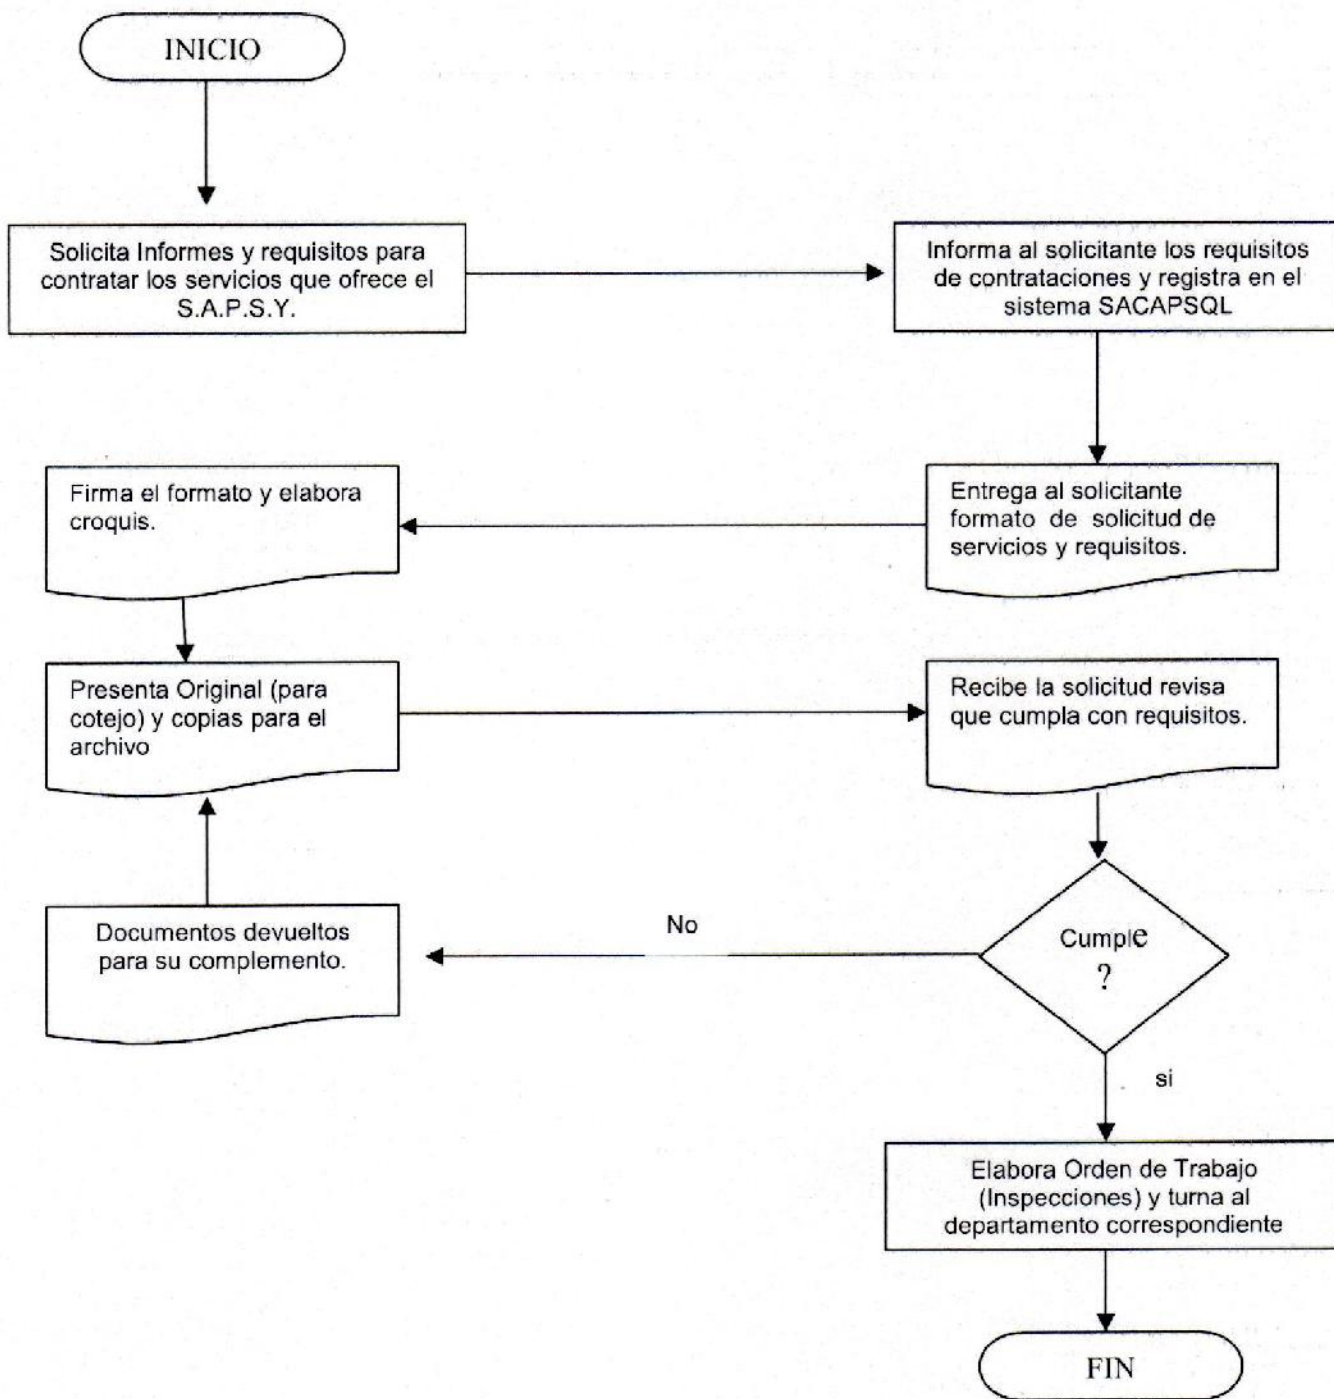 INICIO
Solicita Informes y requisitos para
contratar los servicios que ofrece el
S.A.P.S.Y.
Informa al solicitante los requisitos
de contrataciones y registra en el
sistema SACAPSQL
Entrega al solicitante
formato de solicitud de
servicios y requisitos.
Firma el formato y elabora
croquis.
Presenta Original (para
cotejo) y copias para el
archivo
Recibe la solicitud revisa
que cumpla con requisitos.
Cumple
?
No
Documentos devueltos
para su complemento.
si
Elabora Orden de Trabajo
(Inspecciones) y turna al
departamento correspondiente
FIN